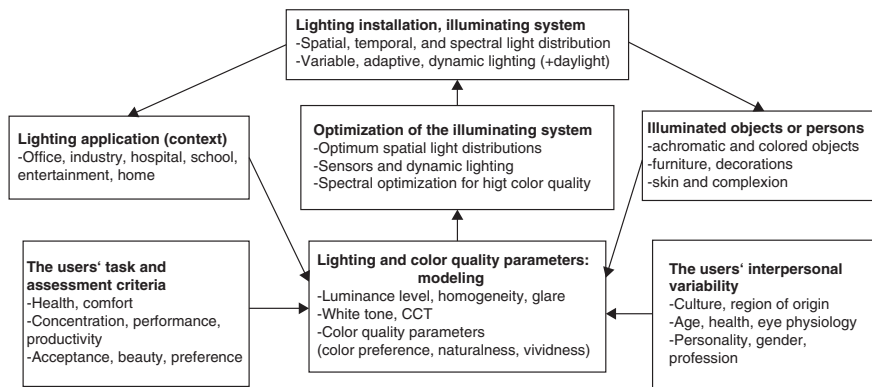 Lighting installation, illuminating system
-Spatial, temporal, and spectral light distribution
-Variable, adaptive, dynamic lighting (+daylight)
Lighting application (context)
-Office, industry, hospital, school,
entertainment, home
Optimization of the illuminating system
-Optimum spatial light distributions
-Sensors and dynamic lighting
-Spectral optimization for higt color quality
Illuminated objects or persons
-achromatic and colored objects
-furniture, decorations
-skin and complexion
The users‘ task and
assessment criteria
-Health, comfort
-Concentration, performance,
productivity
-Acceptance, beauty, preference
Lighting and color quality parameters:
modeling
-Luminance level, homogeneity, glare
-White tone, CCT
-Color quality parameters
(color preference, naturalness, vividness)
The users‘ interpersonal
variability
-Culture, region of origin
-Age, health, eye physiology
-Personality, gender,
profession